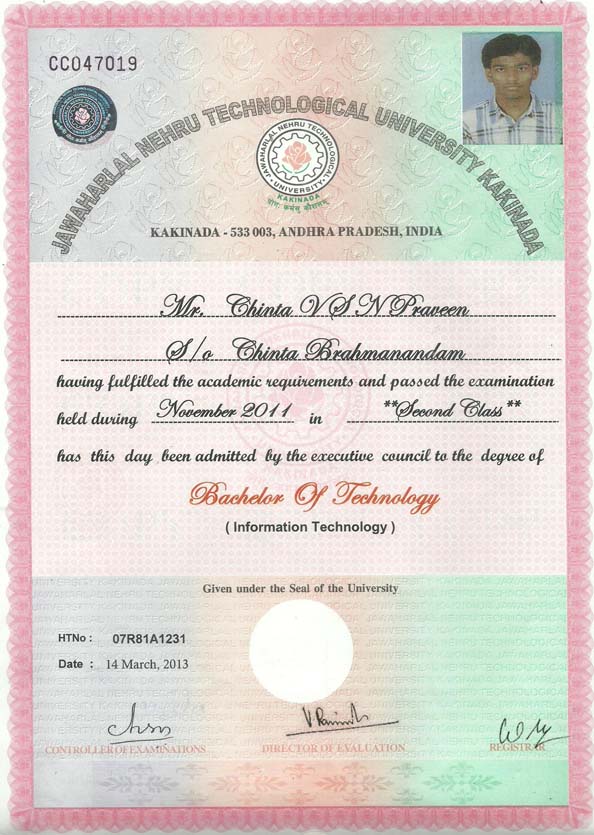 CC047019
JAWAHARLAL NEHRU TECHNOLOGICAL UNIVERSITY KAKINADA
JAWAHARLAL NEHRU TECHNOLOGICAL
UNIVERSITY
KAKINADA
KAKINADA - 533 003, ANDHRA PRADESH, INDIA
Mr. Chinta V S N Praveen
S/o Chinta Brahmanandam
having fulfilled the academic requirements and passed the examination
held during November 2011 in **Second Class**
has this day been admitted by the executive council to the degree of
Bachelor Of Technology
( Information Technology )
Given under the Seal of the University
HTNo : 07R81A1231
Date : 14 March, 2013
CONTROLLER OF EXAMINATIONS DIRECTOR OF EVALUATION REGISTRAR